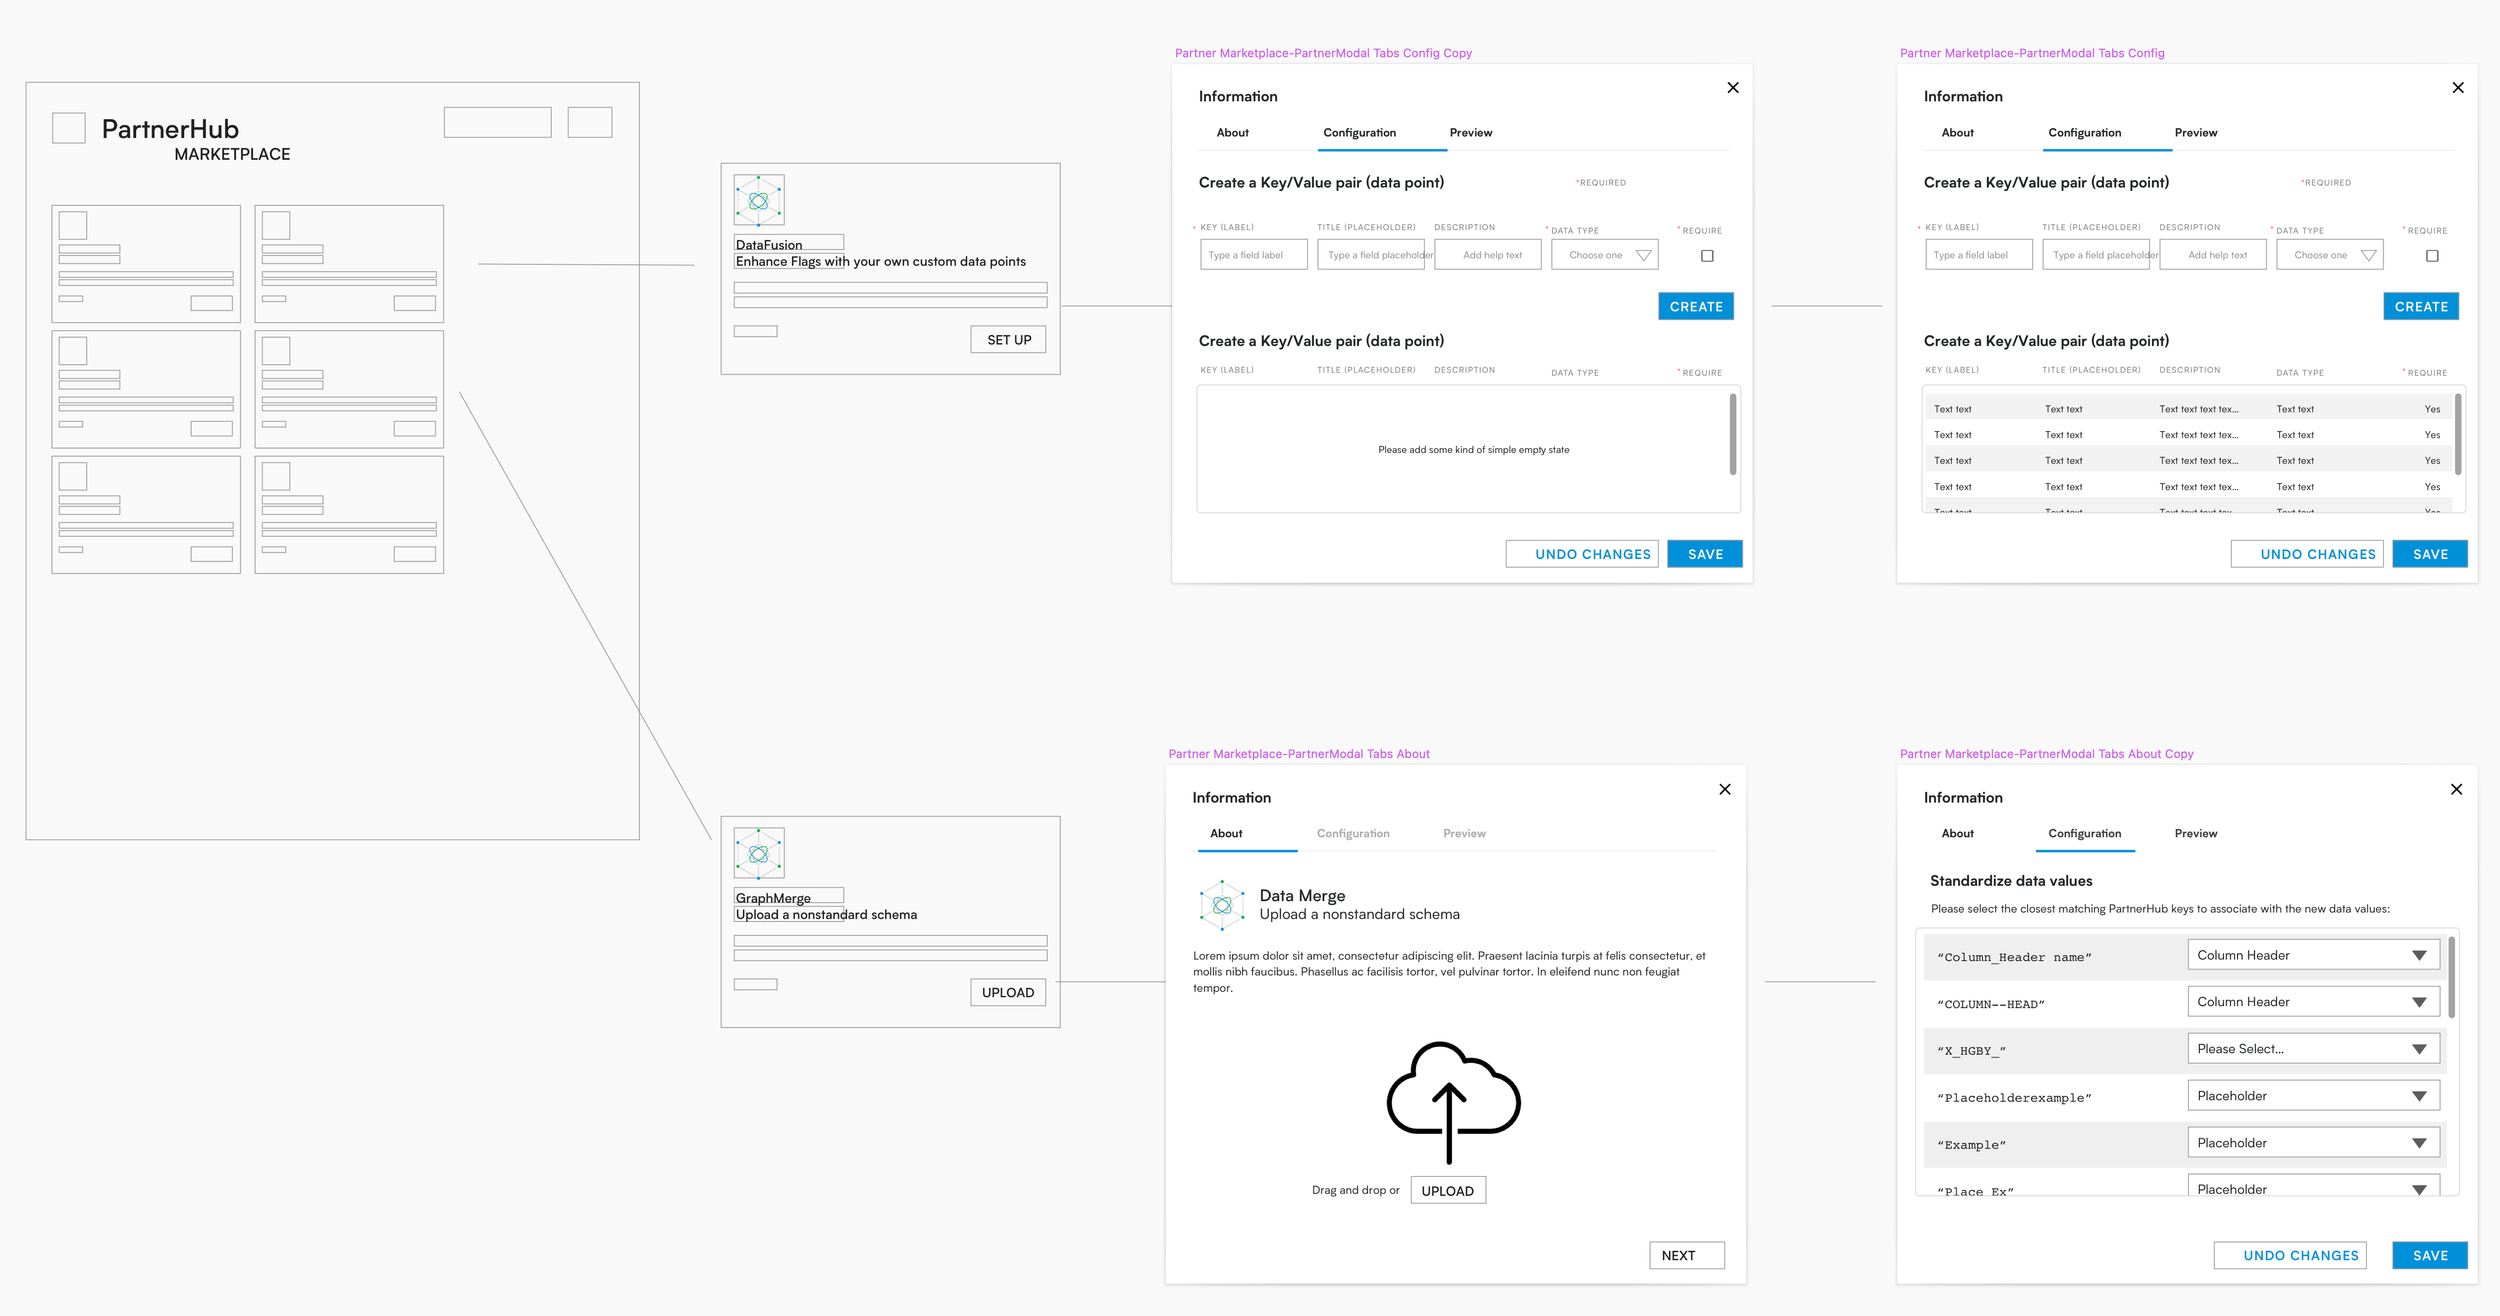 PartnerHub
MARKETPLACE
DataFusion
Enhance Flags with your own custom data points
SET UP
GraphMerge
Upload a nonstandard schema
UPLOAD
Partner Marketplace-PartnerModal Tabs Config Copy
Information
About Configuration Preview
Create a Key/Value pair (data point) *REQUIRED
* KEY (LABEL) TITLE (PLACEHOLDER) DESCRIPTION * DATA TYPE * REQUIRE
Type a field label Type a field placeholder Add help text Choose one
CREATE
Create a Key/Value pair (data point)
KEY (LABEL) TITLE (PLACEHOLDER) DESCRIPTION DATA TYPE * REQUIRE
Please add some kind of simple empty state
UNDO CHANGES SAVE
Partner Marketplace-PartnerModal Tabs Config
Information
About Configuration Preview
Create a Key/Value pair (data point) *REQUIRED
* KEY (LABEL) TITLE (PLACEHOLDER) DESCRIPTION * DATA TYPE * REQUIRE
Type a field label Type a field placeholder Add help text Choose one
CREATE
Create a Key/Value pair (data point)
KEY (LABEL) TITLE (PLACEHOLDER) DESCRIPTION DATA TYPE * REQUIRE
Text text Text text Text text text tex... Text text Yes
Text text Text text Text text text tex... Text text Yes
Text text Text text Text text text tex... Text text Yes
Text text Text text Text text text tex... Text text Yes
Text text Text text Text text text tex... Text text Yes
UNDO CHANGES SAVE
Partner Marketplace-PartnerModal Tabs About
Information
About Configuration Preview
Data Merge
Upload a nonstandard schema
Lorem ipsum dolor sit amet, consectetur adipiscing elit. Praesent lacinia turpis at felis consectetur, et
mollis nibh faucibus. Phasellus ac facilisis tortor, vel pulvinar tortor. In eleifend nunc non feugiat
tempor.
Drag and drop or UPLOAD
NEXT
Partner Marketplace-PartnerModal Tabs About Copy
Information
About Configuration Preview
Standardize data values
Please select the closest matching PartnerHub keys to associate with the new data values:
“Column_Header name” Column Header
“COLUMN--HEAD” Column Header
“X_HGBY_” Please Select...
“Placeholderexample” Placeholder
“Example” Placeholder
“Place Ex” Placeholder
UNDO CHANGES SAVE